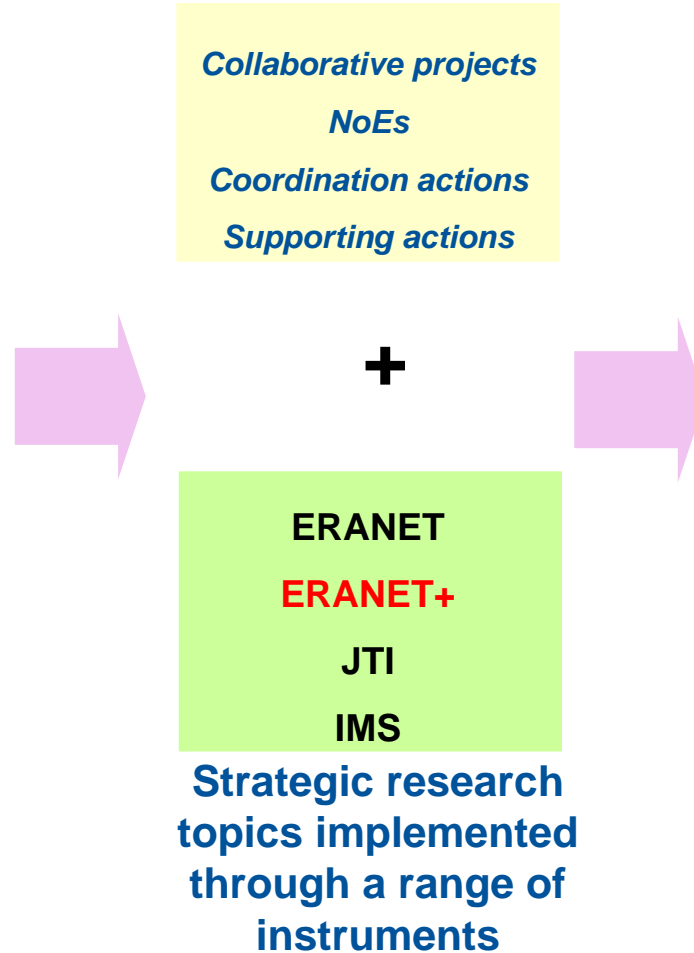 Collaborative projects
NoEs
Coordination actions
Supporting actions
+
ERANET
ERANET+
JTI
IMS
Strategic research
topics implemented
through a range of
instruments